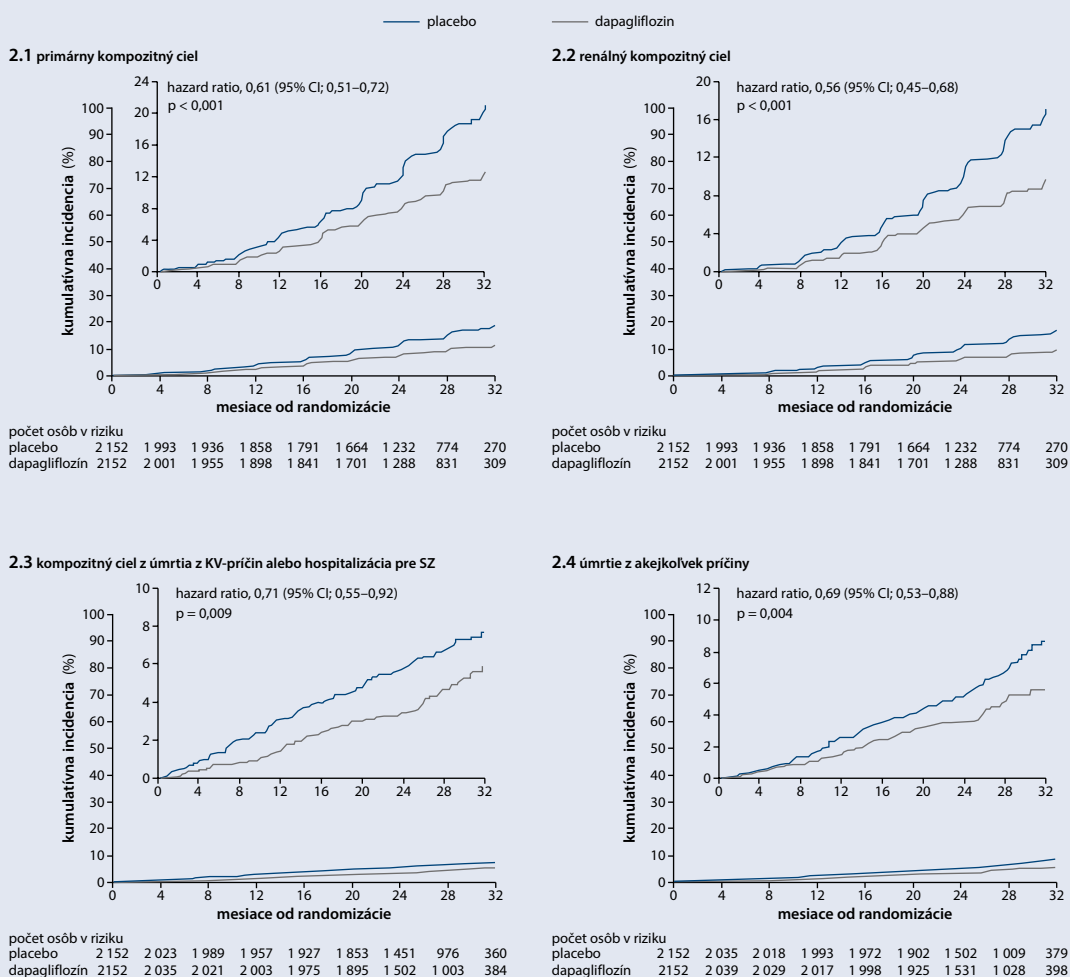 placebo dapagliflozin
2.1 primárny kompozitný ciel
hazard ratio, 0,61 (95% CI; 0,51–0,72)
p < 0,001
24
20
16
12
8
4
0
0 4 8 12 16 20 24 28 32
kumulatívna incidencia (%)
100
90
80
70
60
50
40
30
20
10
0
0 4 8 12 16 20 24 28 32
mesiace od randomizácie
počet osôb v riziku
placebo 2 152 1 993 1 936 1 858 1 791 1 664 1 232 774 270
dapagliflozín 2152 2 001 1 955 1 898 1 841 1 701 1 288 831 309
2.2 renálný kompozitný ciel
hazard ratio, 0,56 (95% CI; 0,45–0,68)
p < 0,001
20
16
12
8
4
0
0 4 8 12 16 20 24 28 32
kumulatívna incidencia (%)
100
90
80
70
60
50
40
30
20
10
0
0 4 8 12 16 20 24 28 32
mesiace od randomizácie
počet osôb v riziku
placebo 2 152 1 993 1 936 1 858 1 791 1 664 1 232 774 270
dapagliflozín 2152 2 001 1 955 1 898 1 841 1 701 1 288 831 309
2.3 kompozitný ciel z úmrtia z KV-príčin alebo hospitalizácia pre SZ
hazard ratio, 0,71 (95% CI; 0,55–0,92)
p = 0,009
10
8
6
4
2
0
0 4 8 12 16 20 24 28 32
kumulatívna incidencia (%)
100
90
80
70
60
50
40
30
20
10
0
0 4 8 12 16 20 24 28 32
mesiace od randomizácie
počet osôb v riziku
placebo 2 152 2 023 1 989 1 957 1 927 1 853 1 451 976 360
dapagliflozín 2152 2 035 2 021 2 003 1 975 1 895 1 502 1 003 384
2.4 úmrtie z akejkoľvek príčiny
hazard ratio, 0,69 (95% CI; 0,53–0,88)
p = 0,004
12
10
8
6
4
2
0
0 4 8 12 16 20 24 28 32
kumulatívna incidencia (%)
100
90
80
70
60
50
40
30
20
10
0
0 4 8 12 16 20 24 28 32
mesiace od randomizácie
počet osôb v riziku
placebo 2 152 2 035 2 018 1 993 1 972 1 902 1 502 1 009 379
dapagliflozín 2152 2 039 2 029 2 017 1 998 1 925 1 531 1 028 398